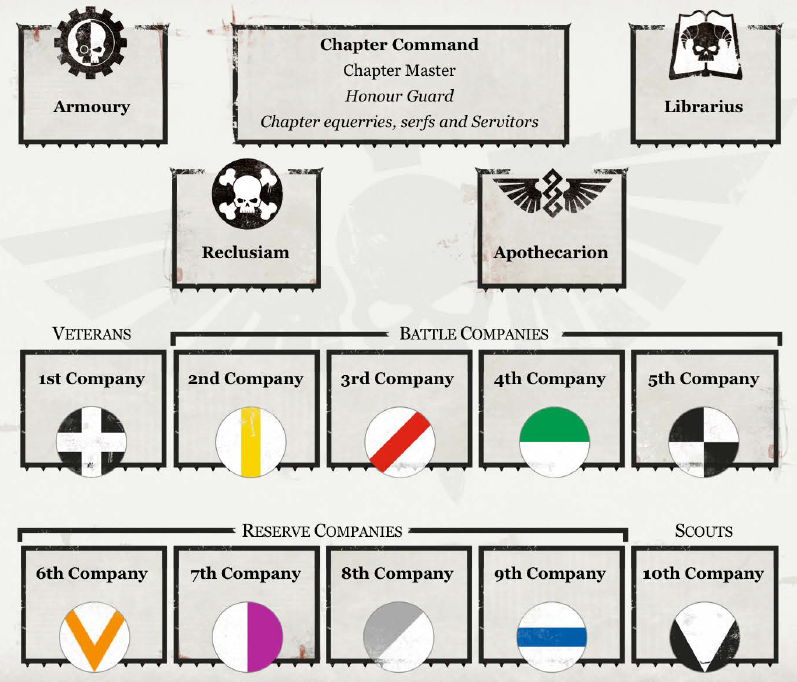 Chapter Command
Chapter Master
Honour Guard
Chapter equerries, serfs and Servitors
Armoury
Librarius
Reclusiam
Apothecarion
VETERANS
BATTLE COMPANIES
1st Company
2nd Company
3rd Company
4th Company
5th Company
RESERVE COMPANIES
SCOUTS
6th Company
7th Company
8th Company
9th Company
10th Company